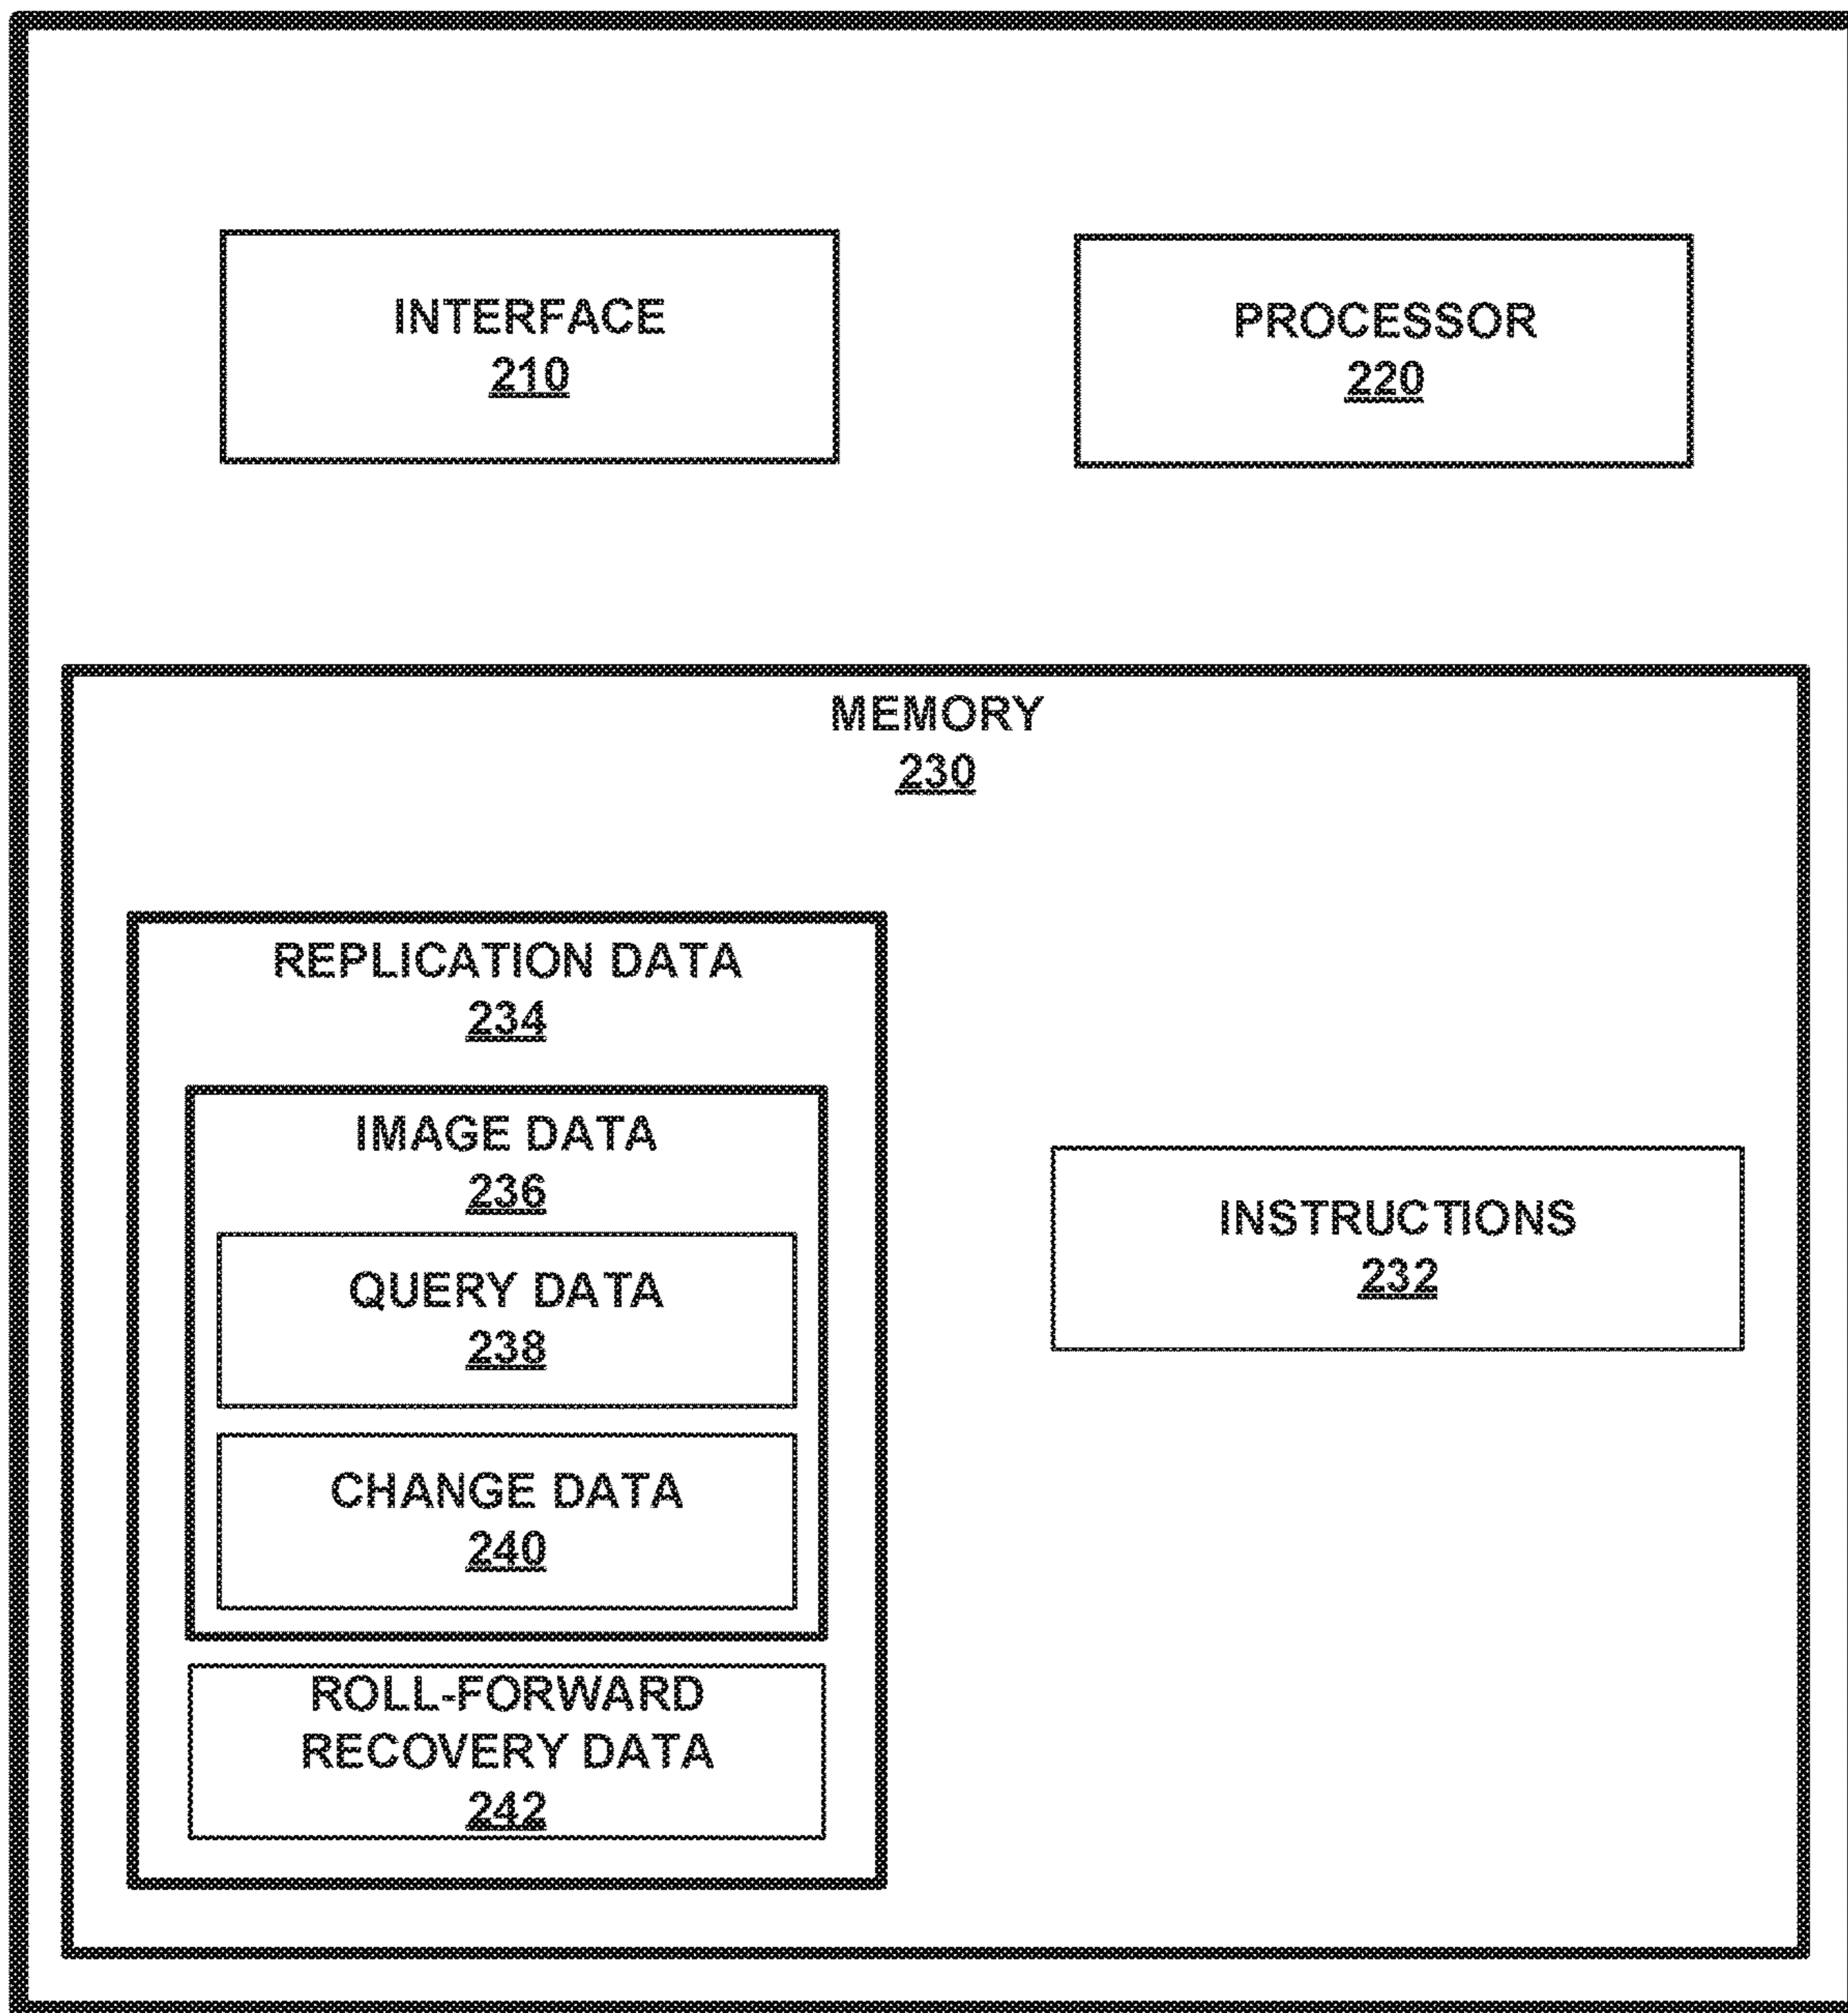 INTERFACE
210
PROCESSOR
220
MEMORY
230
REPLICATION DATA
234
IMAGE DATA
236
QUERY DATA
238
CHANGE DATA
240
ROLL-FORWARD
RECOVERY DATA
242
INSTRUCTIONS
232